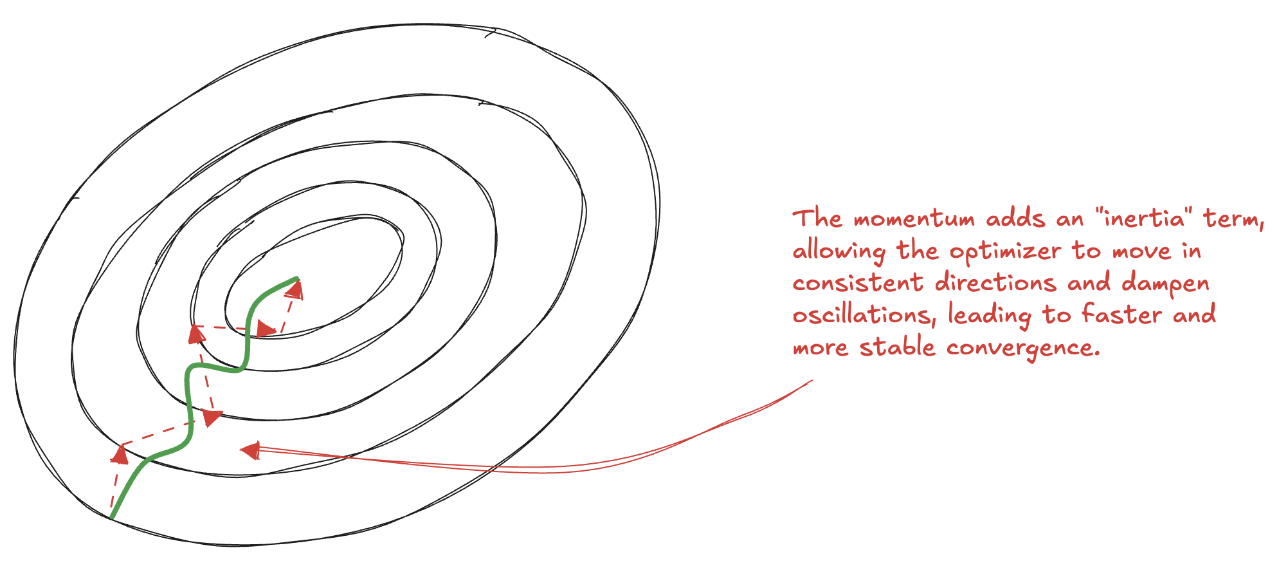 The momentum adds an "inertia" term,
allowing the optimizer to move in
consistent directions and dampen
oscillations, leading to faster and
more stable convergence.